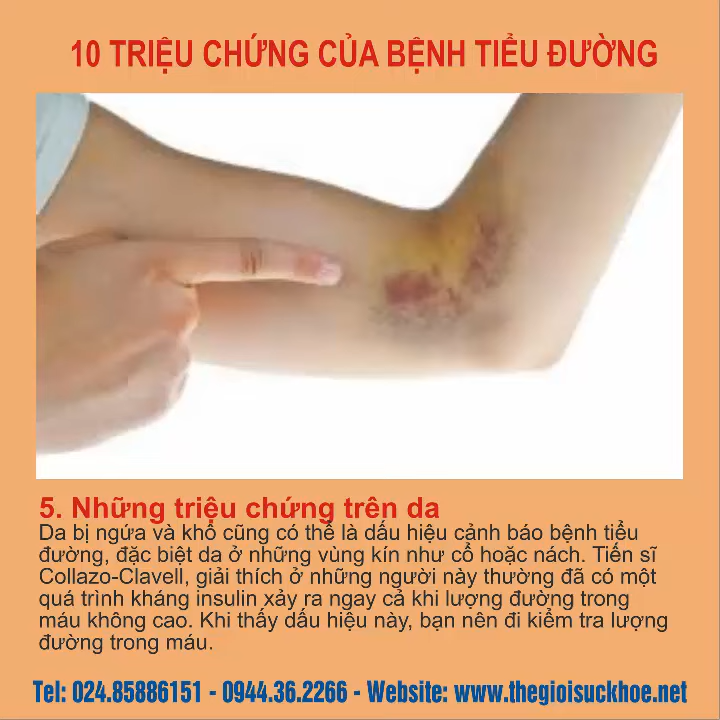 10 TRIỆU CHỨNG CỦA BỆNH TIỂU ĐƯỜNG
5. Những triệu chứng trên da
Da bị ngứa và khô cũng có thể là dấu hiệu cảnh báo bệnh tiểu
đường, đặc biệt da ở những vùng kín như cổ hoặc nách. Tiến sĩ
Collazo-Clavell, giải thích ở những người này thường đã có một
quá trình kháng insulin xảy ra ngay cả khi lượng đường trong
máu không cao. Khi thấy dấu hiệu này, bạn nên đi kiểm tra lượng
đường trong máu.
Tel: 024.85886151 - 0944.36.2266 - Website: www.thegioisuckhoe.net